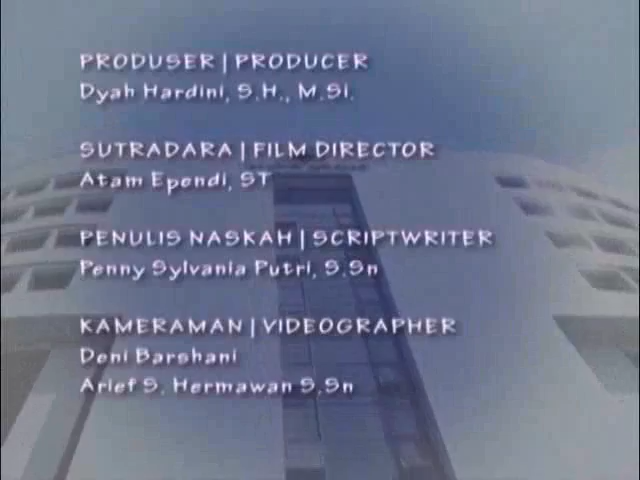 PRODUSER | PRODUCER
Dyah Hardini, S.H., M.Si.
SUTRADARA | FILM DIRECTOR
Atam Ependi, ST
PENULIS NASKAH | SCRIPTWRITER
Penny Sylvania Putri, S.Sn
KAMERAMAN | VIDEOGRAPHER
Deni Barshani
Arief S. Hermawan S.Sn